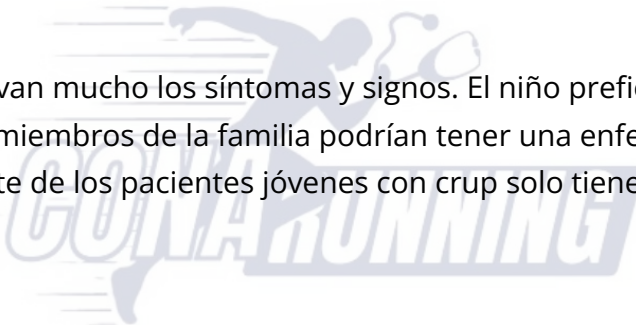 van mucho los síntomas y signos. El niño prefie
miembros de la familia podrían tener una enfe
te de los pacientes jóvenes con crup solo tiene
CONARUNNING